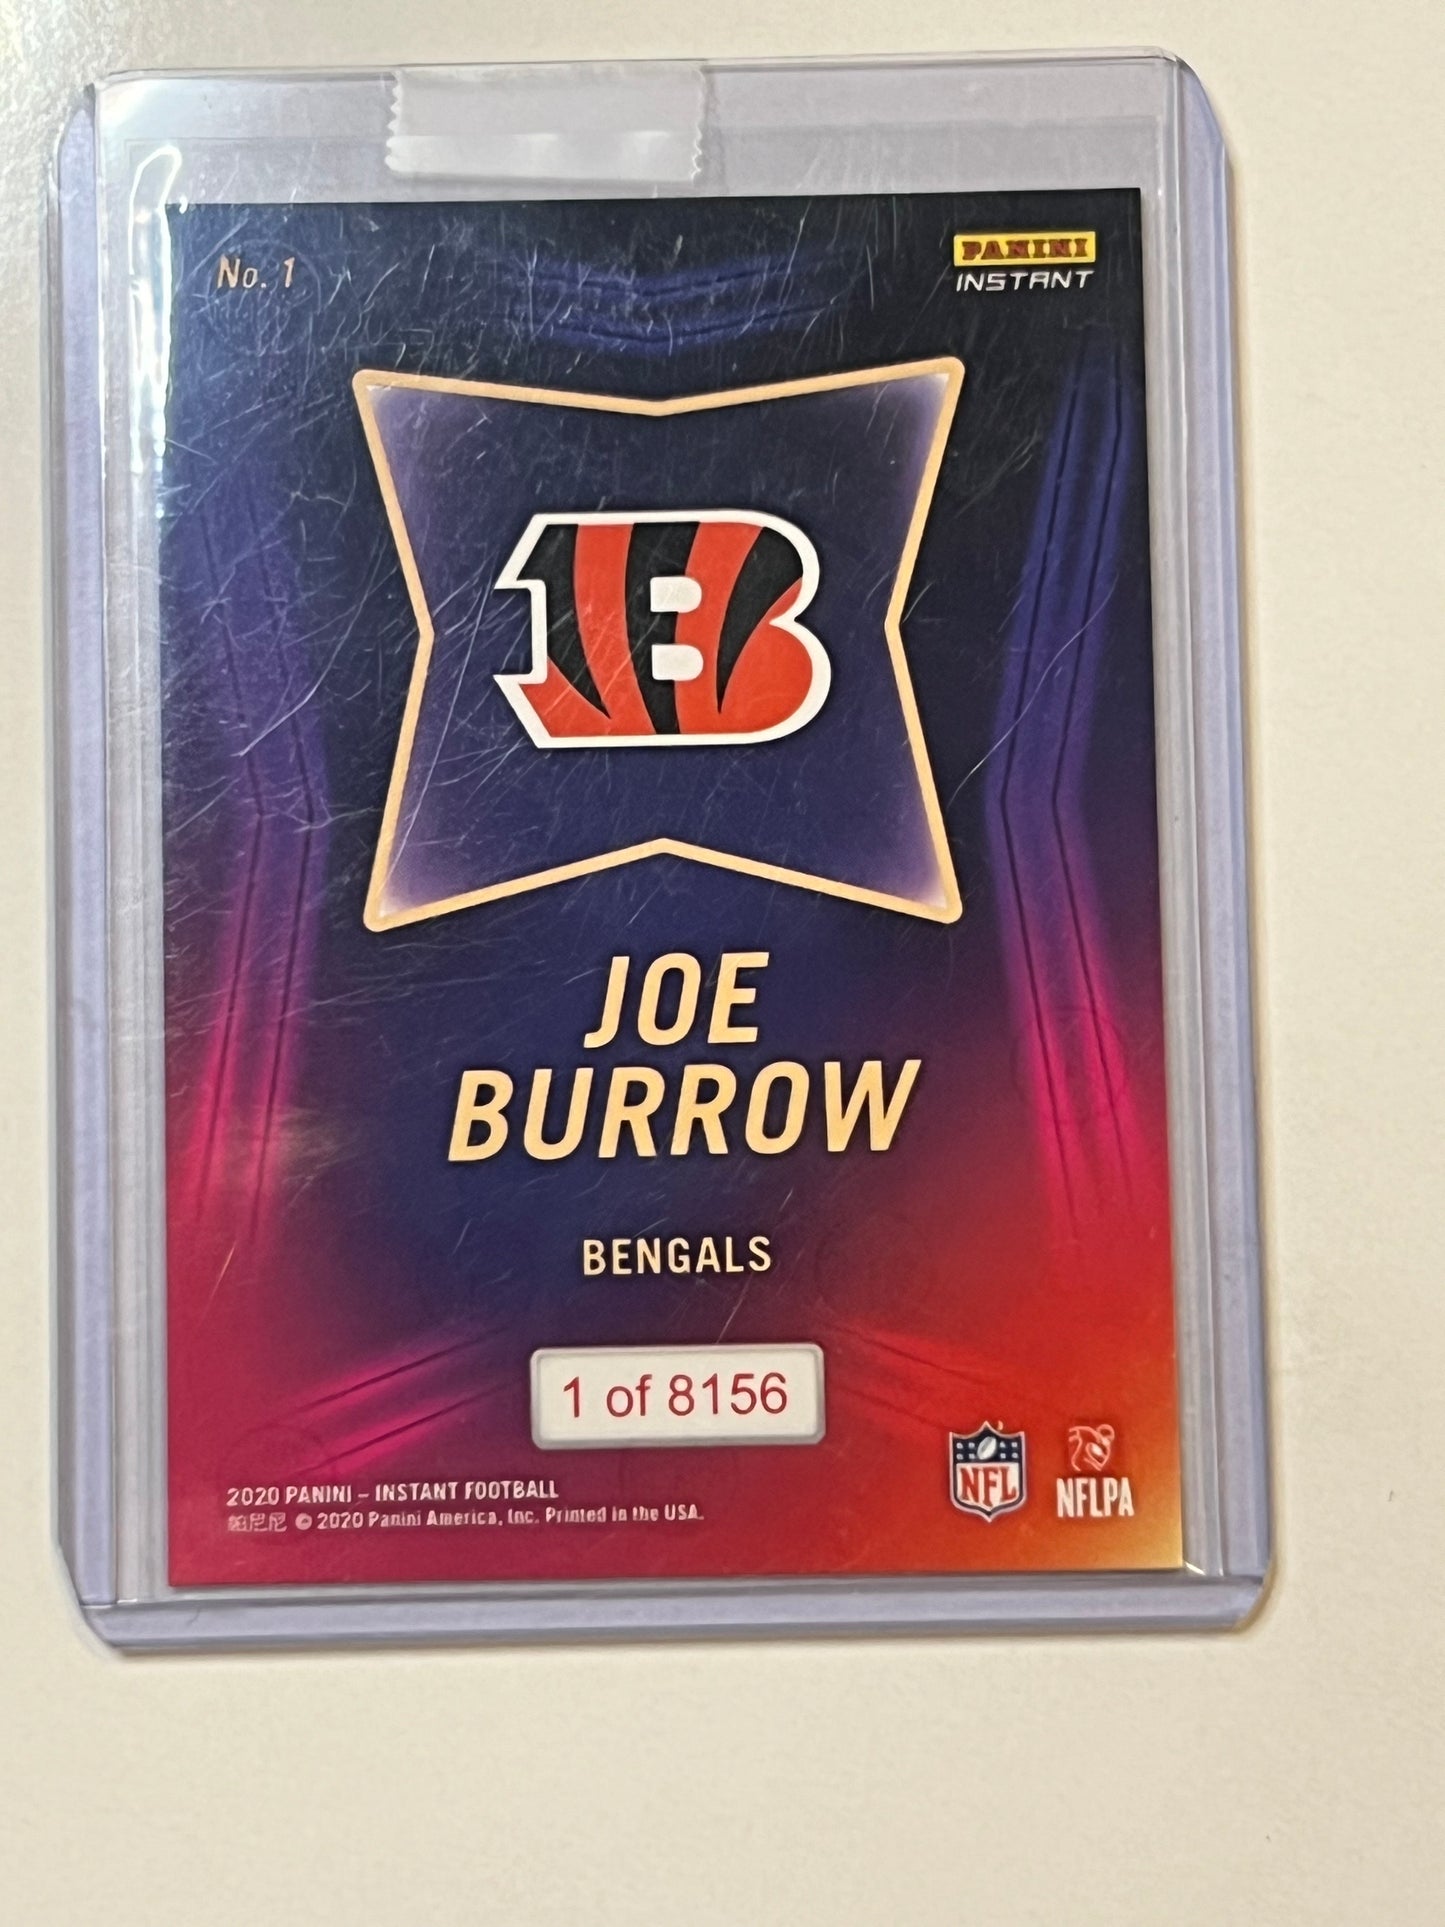 No. 1
PANINI
INSTANT
JOE
BURROW
BENGALS
1 of 8156
2020 PANINI – INSTANT FOOTBALL
帕尼尼 © 2020 Panini America, Inc. Printed in the USA.
NFL
NFLPA